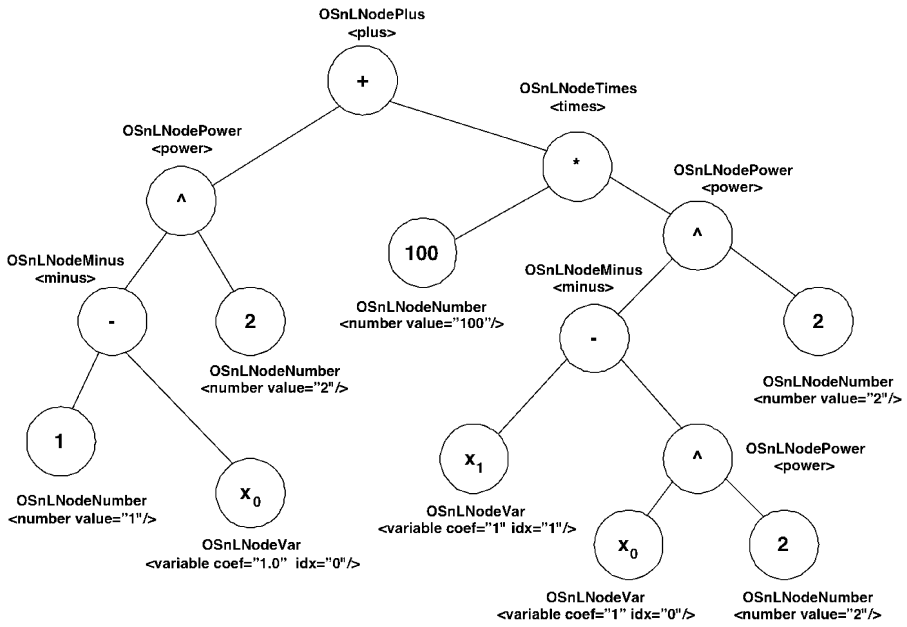 OSnLNodePlus
<plus>
+
OSnLNodeTimes
<times>
*
OSnLNodePower
<power>
^
OSnLNodePower
<power>
^
100
OSnLNodeNumber
<number value="100"/>
OSnLNodeMinus
<minus>
-
2
OSnLNodeNumber
<number value="2"/>
OSnLNodeMinus
<minus>
-
2
OSnLNodeNumber
<number value="2"/>
1
OSnLNodeNumber
<number value="1"/>
x0
OSnLNodeVar
<variable coef="1.0" idx="0"/>
x1
OSnLNodeVar
<variable coef="1" idx="1"/>
^
OSnLNodePower
<power>
x0
OSnLNodeVar
<variable coef="1" idx="0"/>
2
OSnLNodeNumber
<number value="2"/>